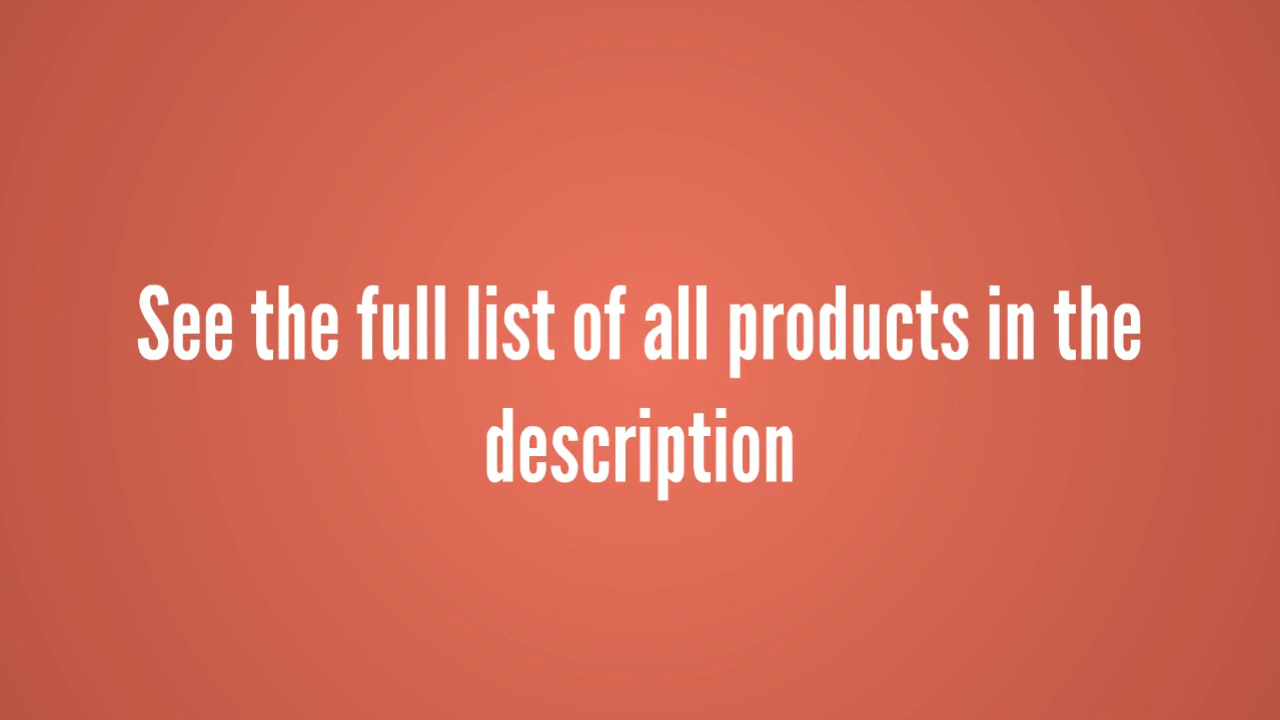 See the full list of all products in the
description